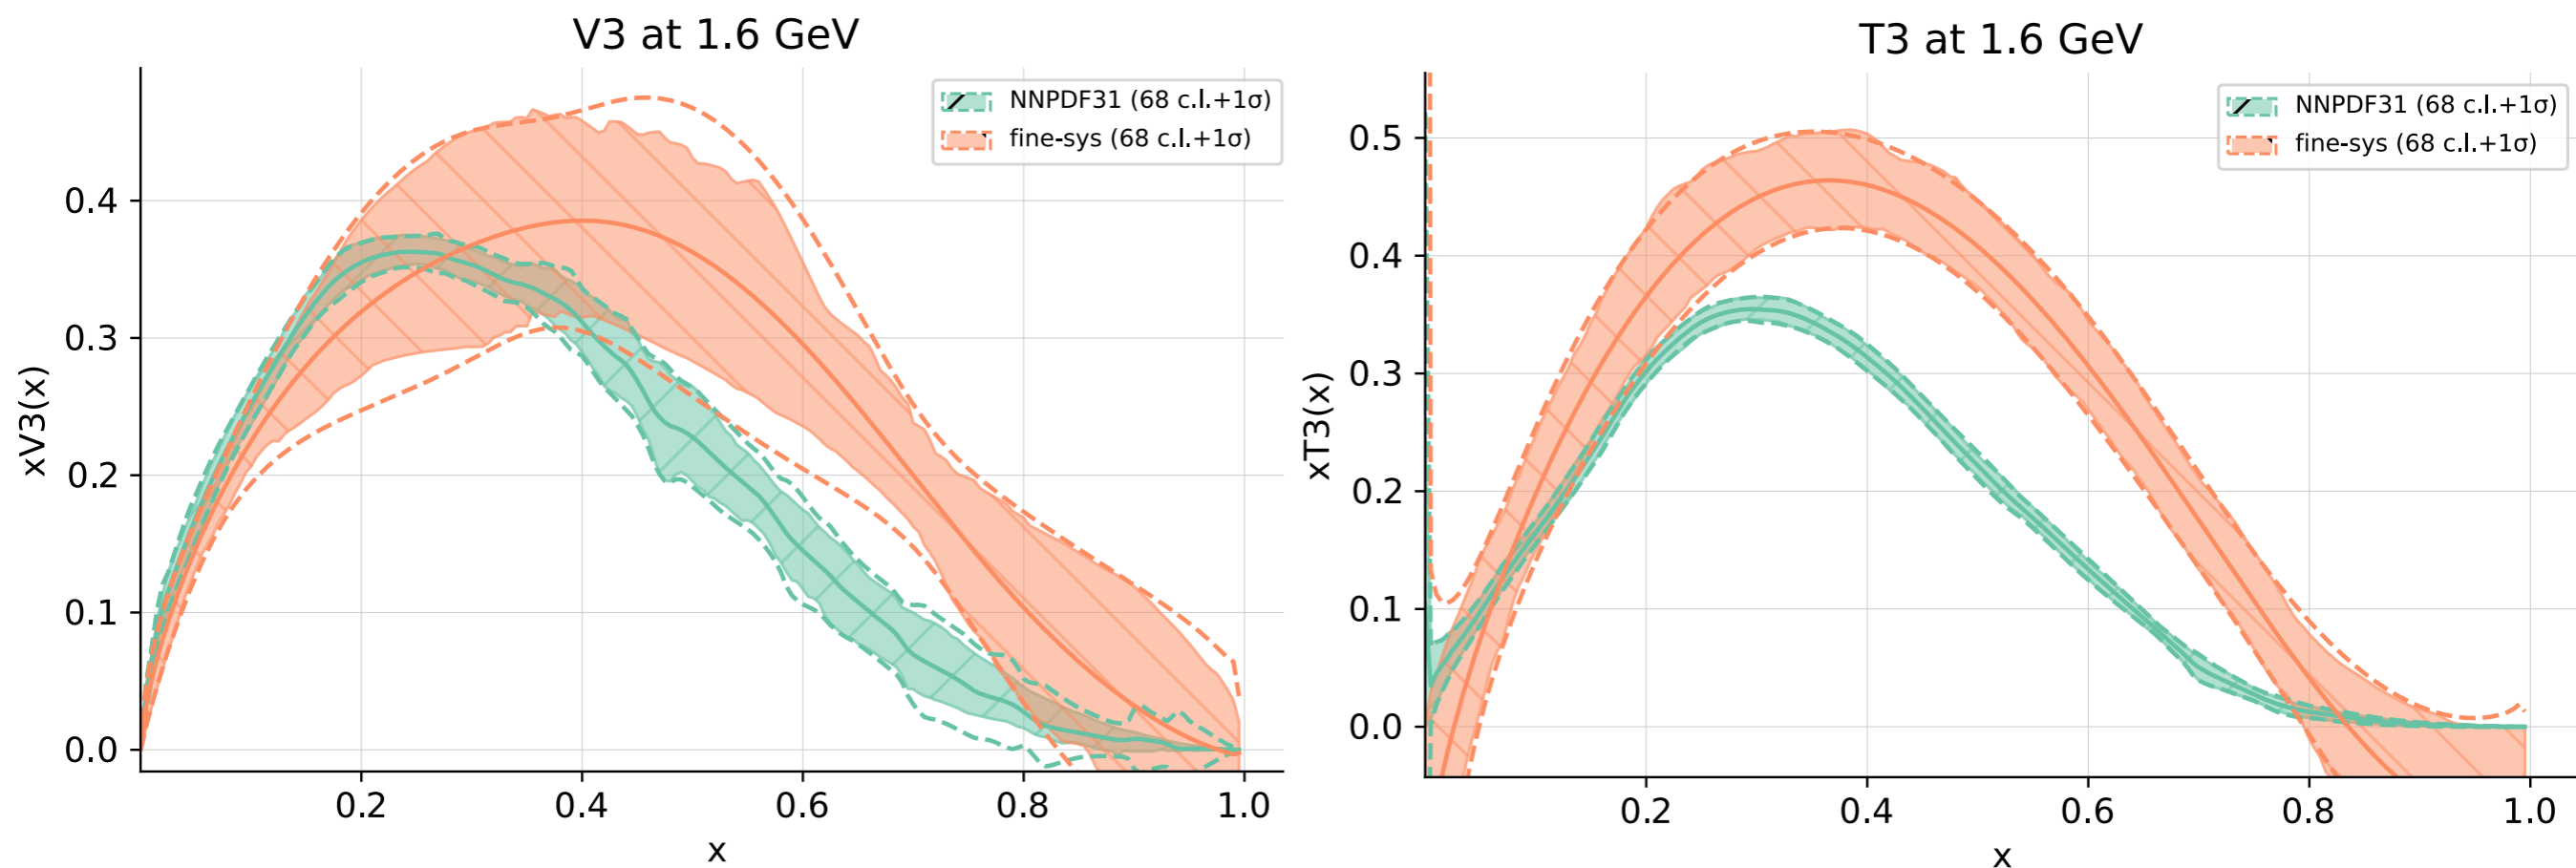 V3 at 1.6 GeV
NNPDF31 (68 c.l.+1σ)
fine-sys (68 c.l.+1σ)
xV3(x)
0.4
0.3
0.2
0.1
0.0
0.2 0.4 0.6 0.8 1.0
x
T3 at 1.6 GeV
NNPDF31 (68 c.l.+1σ)
fine-sys (68 c.l.+1σ)
xT3(x)
0.5
0.4
0.3
0.2
0.1
0.0
0.2 0.4 0.6 0.8 1.0
x